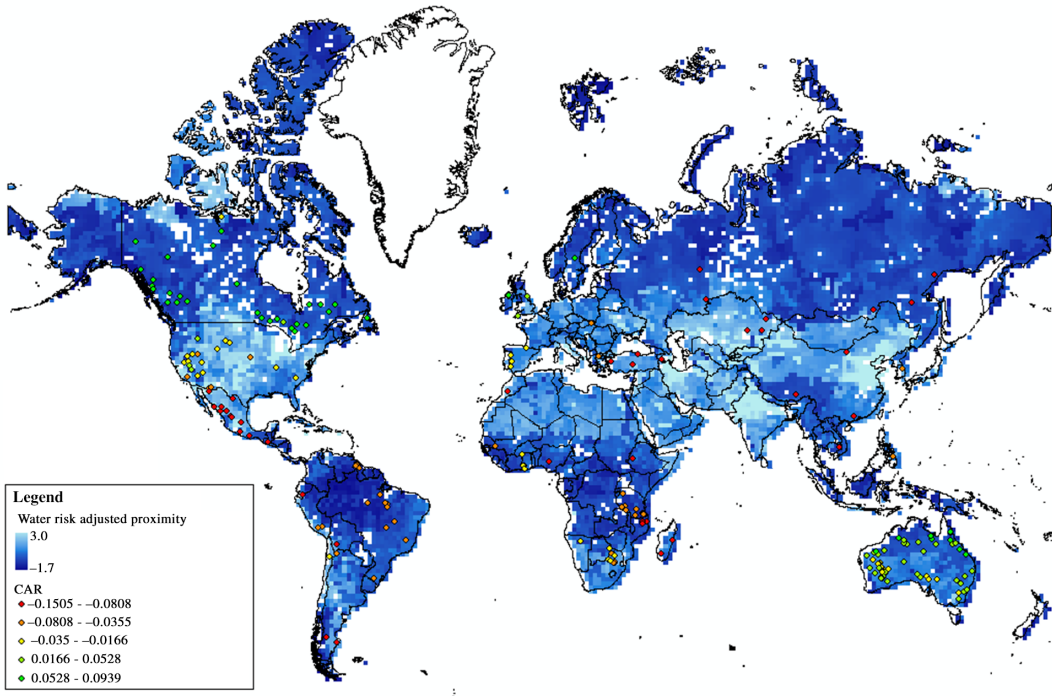 Legend
Water risk adjusted proximity
3.0
–1.7
CAR
–0.1505 - –0.0808
–0.0808 - –0.0355
–0.035 - –0.0166
0.0166 - 0.0528
0.0528 - 0.0939